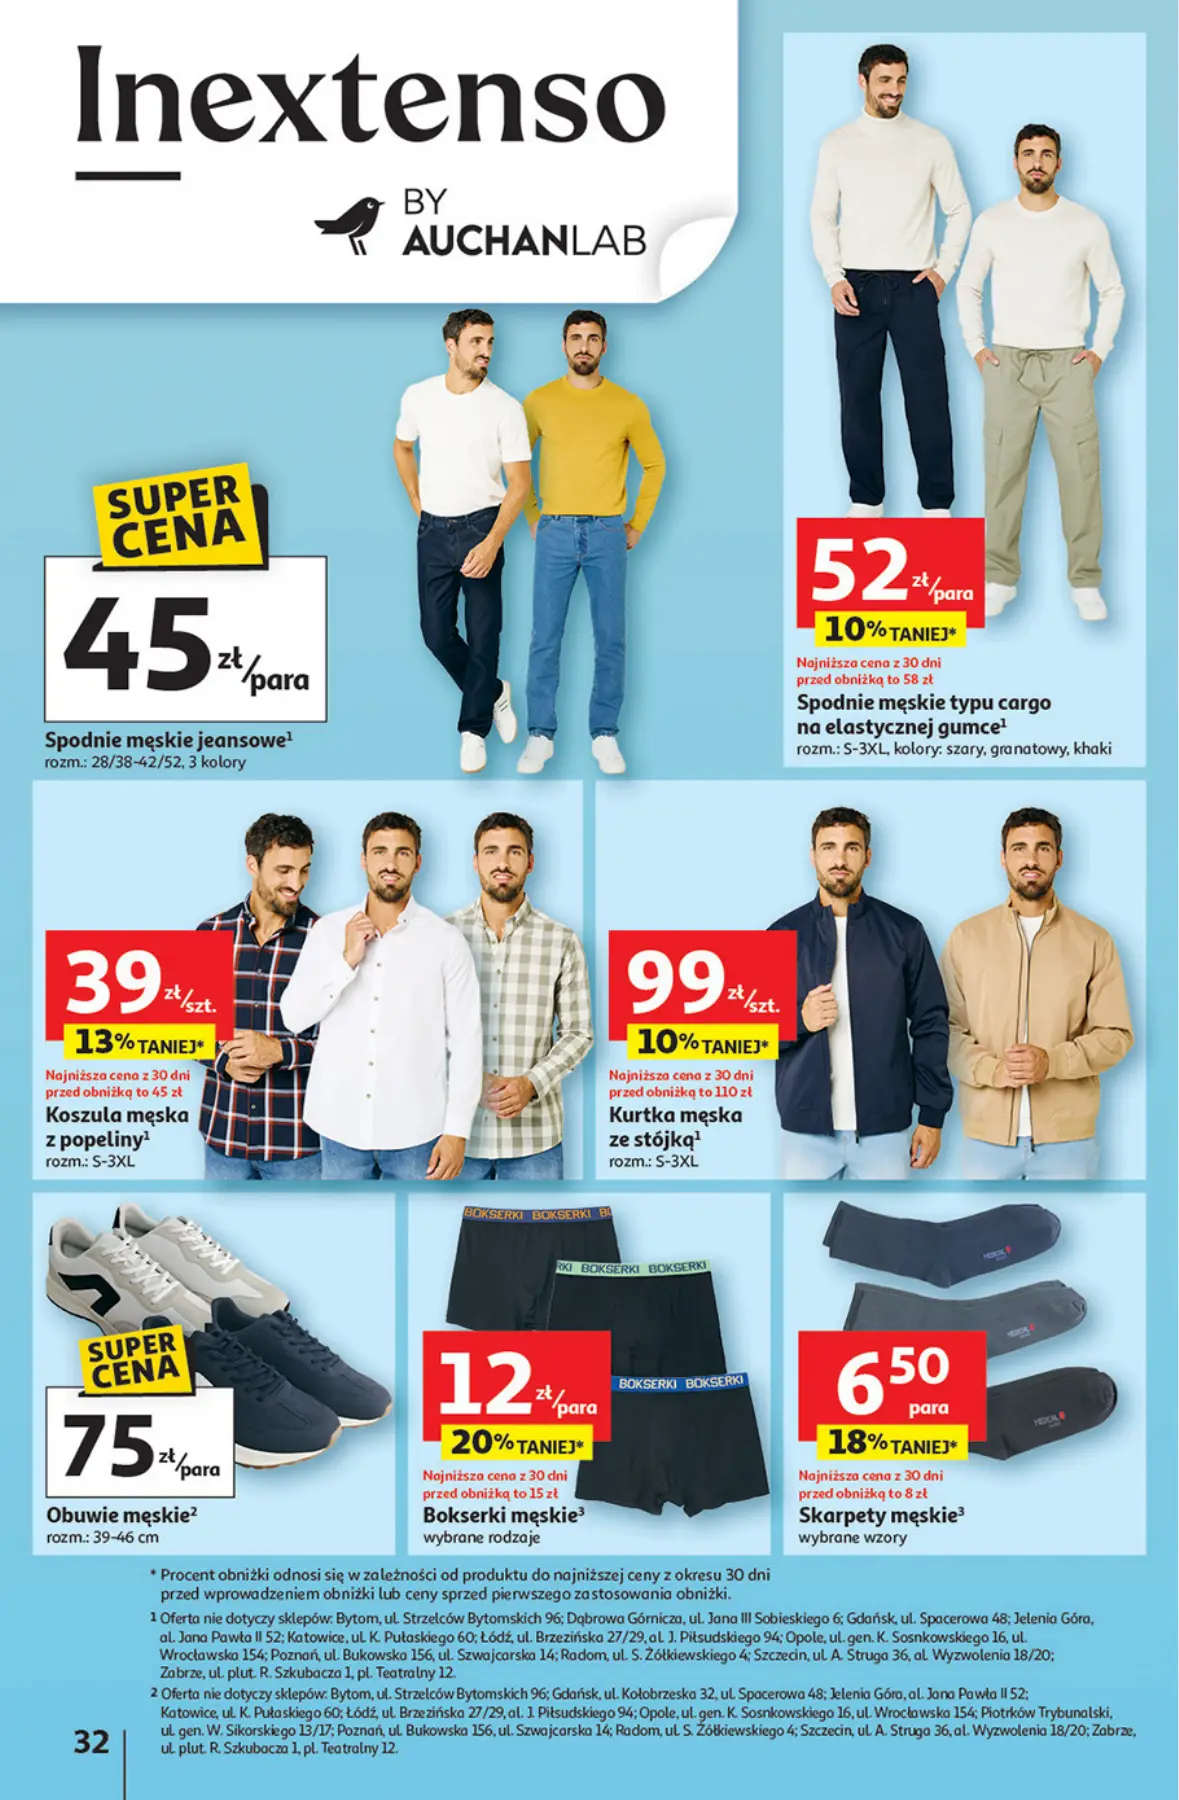 Inextenso
BY
AUCHANLAB
SUPER
CENA
45 zł/para
Spodnie męskie jeansowe¹
rozm.: 28/38-42/52, 3 kolory
52 zł/para
10% TANIEJ*
Najniższa cena z 30 dni
przed obniżką to 58 zł
Spodnie męskie typu cargo
na elastycznej gumce¹
rozm.: S-3XL, kolory: szary, granatowy, khaki
39 zł/szt.
13% TANIEJ*
Najniższa cena z 30 dni
przed obniżką to 45 zł
Koszula męska
z popeliny¹
rozm.: S-3XL
99 zł/szt.
10% TANIEJ*
Najniższa cena z 30 dni
przed obniżką to 110 zł
Kurtka męska
ze stójką¹
rozm.: S-3XL
SUPER
CENA
75 zł/para
Obuwie męskie²
rozm.: 39-46 cm
BOKSERKI BOKSERKI BO
RKI BOKSERKI BOKSERKI
BOKSERKI BOKSERKI
12 zł/para
20% TANIEJ*
Najniższa cena z 30 dni
przed obniżką to 15 zł
Bokserki męskie³
wybrane rodzaje
MEDICAL
MEDICAL
MEDICAL
6 50
para
18% TANIEJ*
Najniższa cena z 30 dni
przed obniżką to 8 zł
Skarpety męskie³
wybrane wzory
* Procent obniżki odnosi się w zależności od produktu do najniższej ceny z okresu 30 dni
przed wprowadzeniem obniżki lub ceny sprzed pierwszego zastosowania obniżki.
1 Oferta nie dotyczy sklepów: Bytom, ul. Strzelców Bytomskich 96; Dąbrowa Górnicza, ul. Jana III Sobieskiego 6; Gdańsk, ul. Spacerowa 48; Jelenia Góra,
al. Jana Pawła II 52; Katowice, ul. K. Pułaskiego 60; Łódź, ul. Brzezińska 27/29, al. J. Piłsudskiego 94; Opole, ul. gen. K. Sosnkowskiego 16, ul.
Wrocławska 154; Poznań, ul. Bukowska 156, ul. Szwajcarska 14; Radom, ul. S. Żółkiewskiego 4; Szczecin, ul. A. Struga 36, al. Wyzwolenia 18/20;
Zabrze, ul. plut. R. Szkubacza 1, pl. Teatralny 12.
2 Oferta nie dotyczy sklepów: Bytom, ul. Strzelców Bytomskich 96; Gdańsk, ul. Kołobrzeska 32, ul. Spacerowa 48; Jelenia Góra, al. Jana Pawła II 52;
Katowice, ul. K. Pułaskiego 60; Łódź, ul. Brzezińska 27/29, al. J. Piłsudskiego 94; Opole, ul. gen. K. Sosnkowskiego 16, ul. Wrocławska 154; Piotrków Trybunalski,
ul. gen. W. Sikorskiego 13/17; Poznań, ul. Bukowska 156, ul. Szwajcarska 14; Radom, ul. S. Żółkiewskiego 4; Szczecin, ul. A. Struga 36, al. Wyzwolenia 18/20; Zabrze,
ul. plut. R. Szkubacza 1, pl. Teatralny 12.
32